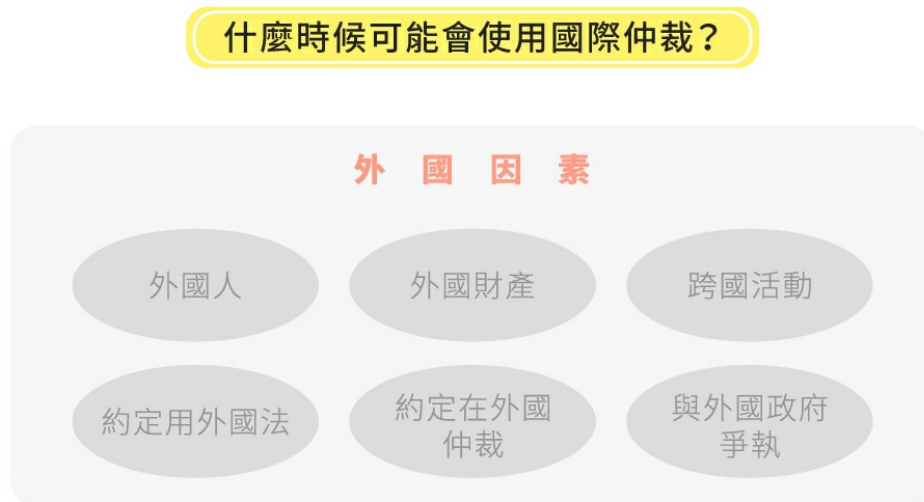 什麼時候可能會使用國際仲裁？
外國因素
外國人
外國財產
跨國活動
約定用外國法
約定在外國
仲裁
與外國政府
爭執